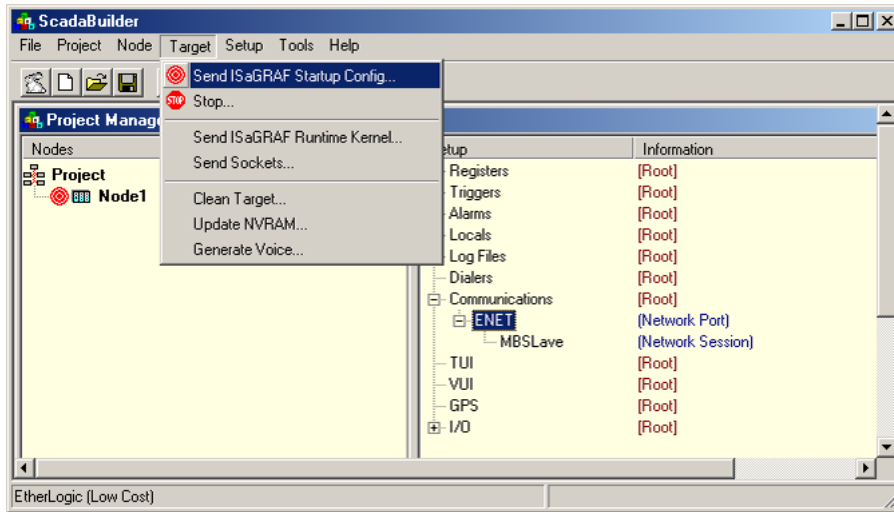 ScadaBuilder
File Project Node Target Setup Tools Help
Send ISaGRAF Startup Config...
STOP Stop...
Send ISaGRAF Runtime Kernel...
Send Sockets...
Clean Target...
Update NVRAM...
Generate Voice...
Project Manag
Nodes
Project
Node1
etup Information
Registers [Root]
Triggers [Root]
Alarms [Root]
Locals [Root]
Log Files [Root]
Dialers [Root]
Communications [Root]
ENET (Network Port)
MBSLave (Network Session)
TUI [Root]
VUI [Root]
GPS [Root]
I/O [Root]
EtherLogic (Low Cost)